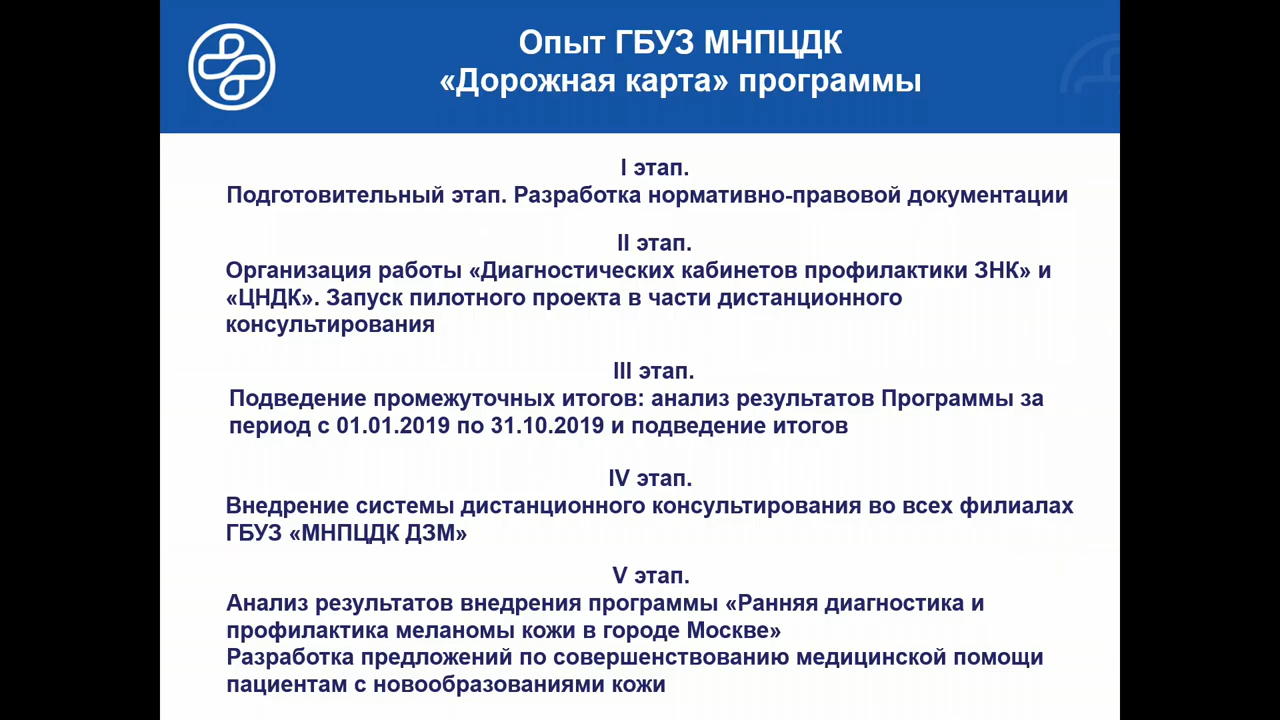 Опыт ГБУЗ МНПЦДК
«Дорожная карта» программы
I этап.
Подготовительный этап. Разработка нормативно-правовой документации
II этап.
Организация работы «Диагностических кабинетов профилактики ЗНК» и
«ЦНДК». Запуск пилотного проекта в части дистанционного
консультирования
III этап.
Подведение промежуточных итогов: анализ результатов Программы за
период с 01.01.2019 по 31.10.2019 и подведение итогов
IV этап.
Внедрение системы дистанционного консультирования во всех филиалах
ГБУЗ «МНПЦДК ДЗМ»
V этап.
Анализ результатов внедрения программы «Ранняя диагностика и
профилактика меланомы кожи в городе Москве»
Разработка предложений по совершенствованию медицинской помощи
пациентам с новообразованиями кожи